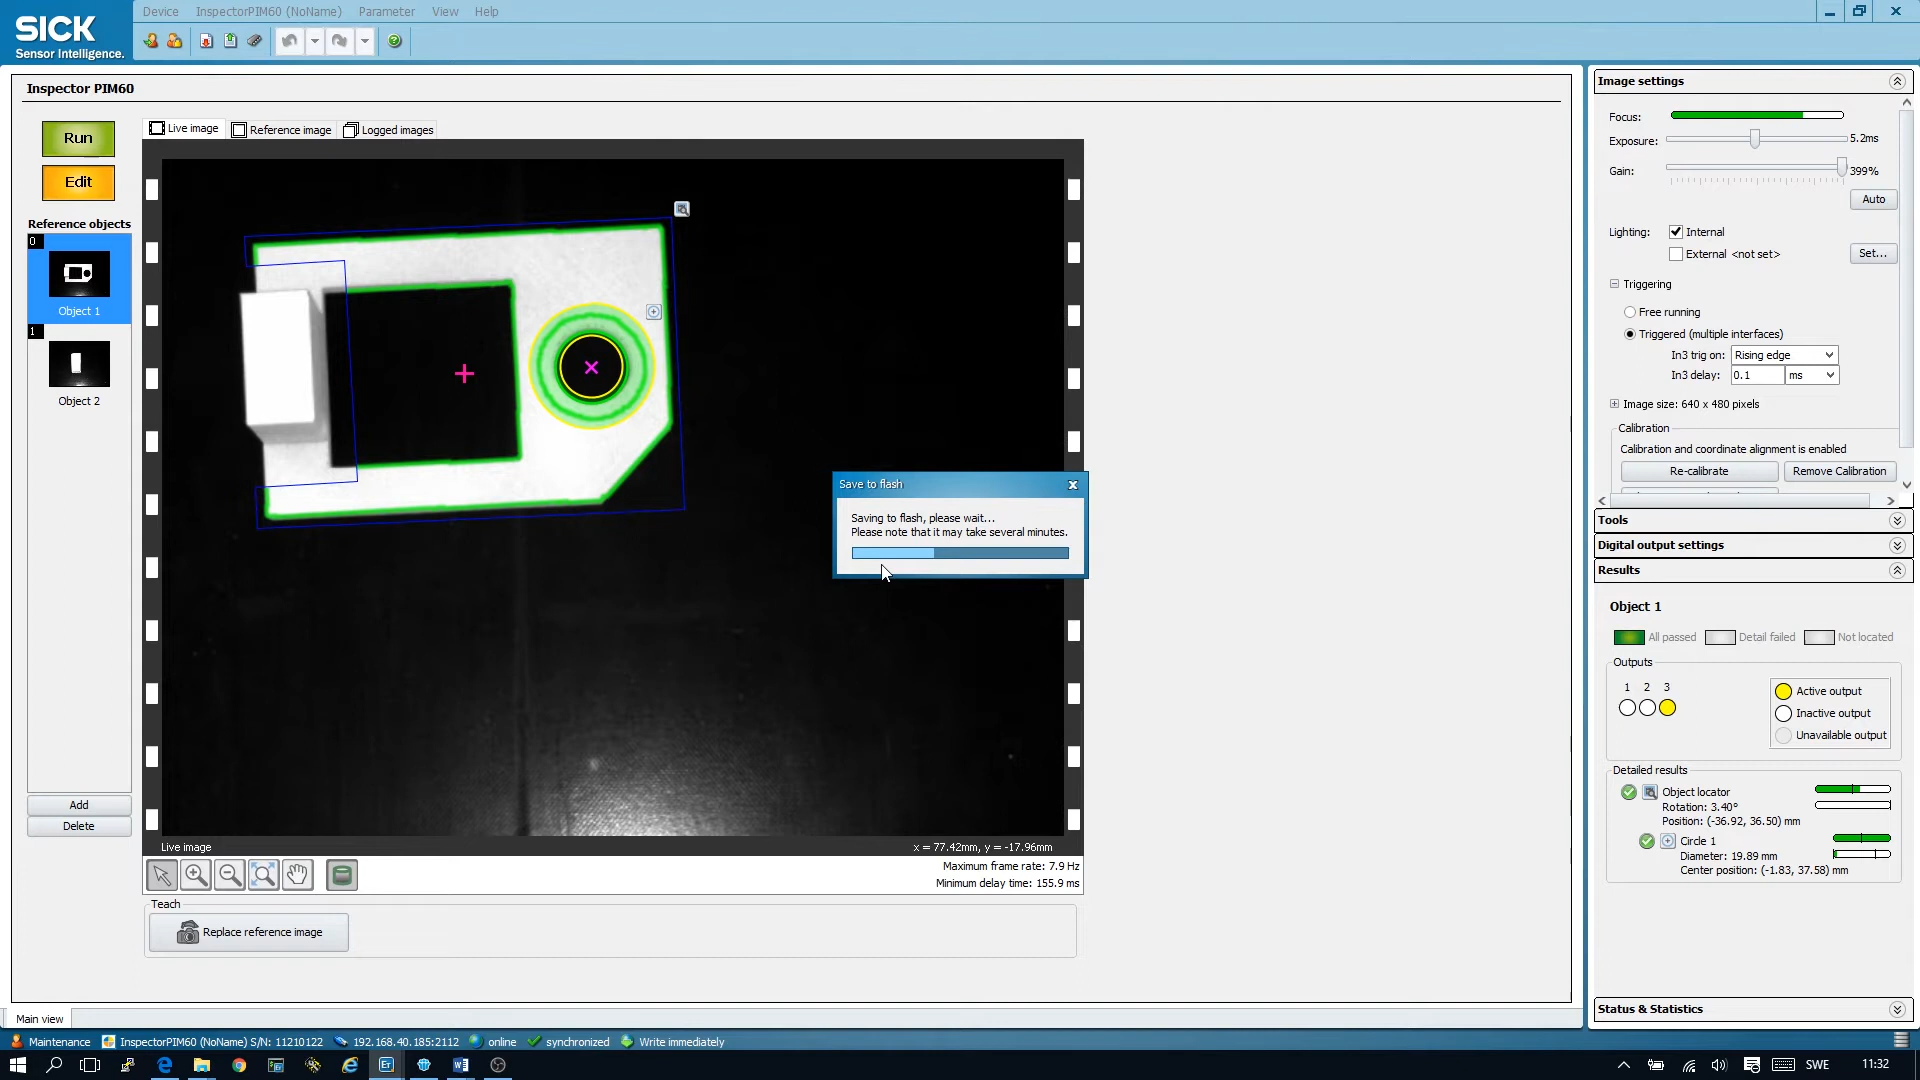 SICK
Sensor Intelligence.
Device InspectorPIM60 (NoName) Parameter View Help
Inspector PIM60
Run
Edit
Reference objects
0
Object 1
1
Object 2
Add
Delete
Live image Reference image Logged images
Save to flash
Saving to flash, please wait...
Please note that it may take several minutes.
Live image x = 77.42mm, y = -17.96mm
Maximum frame rate: 7.9 Hz
Minimum delay time: 155.9 ms
Teach
Replace reference image
Main view
Image settings
Focus:
Exposure: 5.2ms
Gain: 399%
Auto
Lighting: Internal
External <not set> Set...
Triggering
Free running
Triggered (multiple interfaces)
In3 trig on: Rising edge
In3 delay: 0.1 ms
Image size: 640 x 480 pixels
Calibration
Calibration and coordinate alignment is enabled
Re-calibrate Remove Calibration
Tools
Digital output settings
Results
Object 1
All passed Detail failed Not located
Outputs
1 2 3
Active output
Inactive output
Unavailable output
Detailed results
Object locator
Rotation: 3.40°
Position: (-36.92, 36.50) mm
Circle 1
Diameter: 19.89 mm
Center position: (-1.83, 37.58) mm
Status & Statistics
Maintenance InspectorPIM60 (NoName) S/N: 11210122 192.168.40.185:2112 online synchronized Write immediately
SWE 11:32